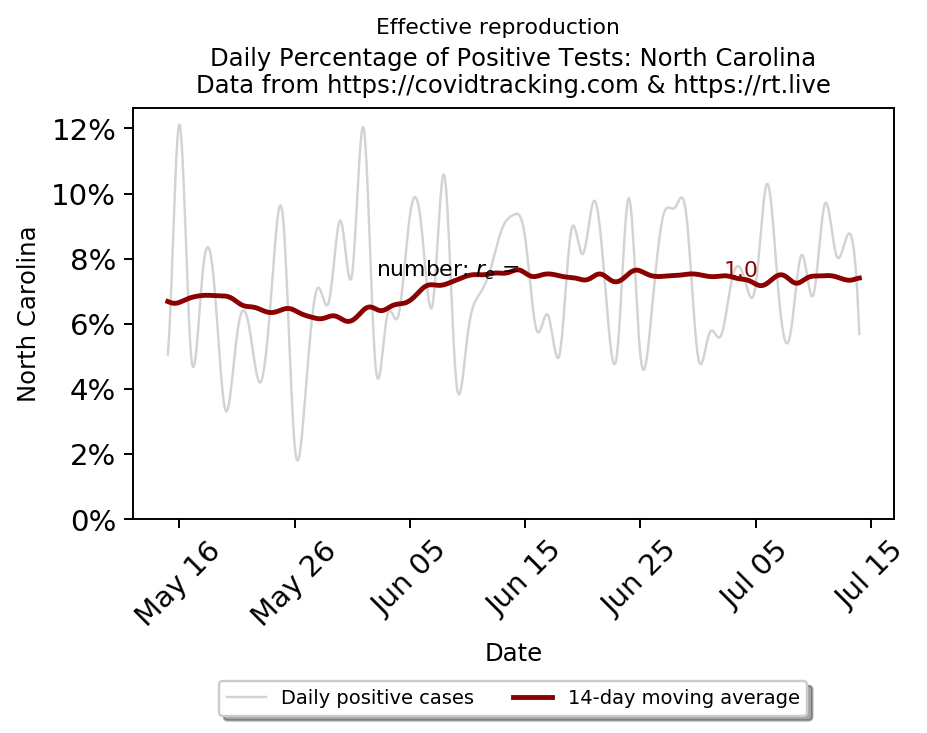 Effective reproduction
Daily Percentage of Positive Tests: North Carolina
Data from https://covidtracking.com & https://rt.live
12%
10%
8%
6%
4%
2%
0%
North Carolina
number: rₑ =
1.0
May 16
May 26
Jun 05
Jun 15
Jun 25
Jul 05
Jul 15
Date
Daily positive cases
14-day moving average